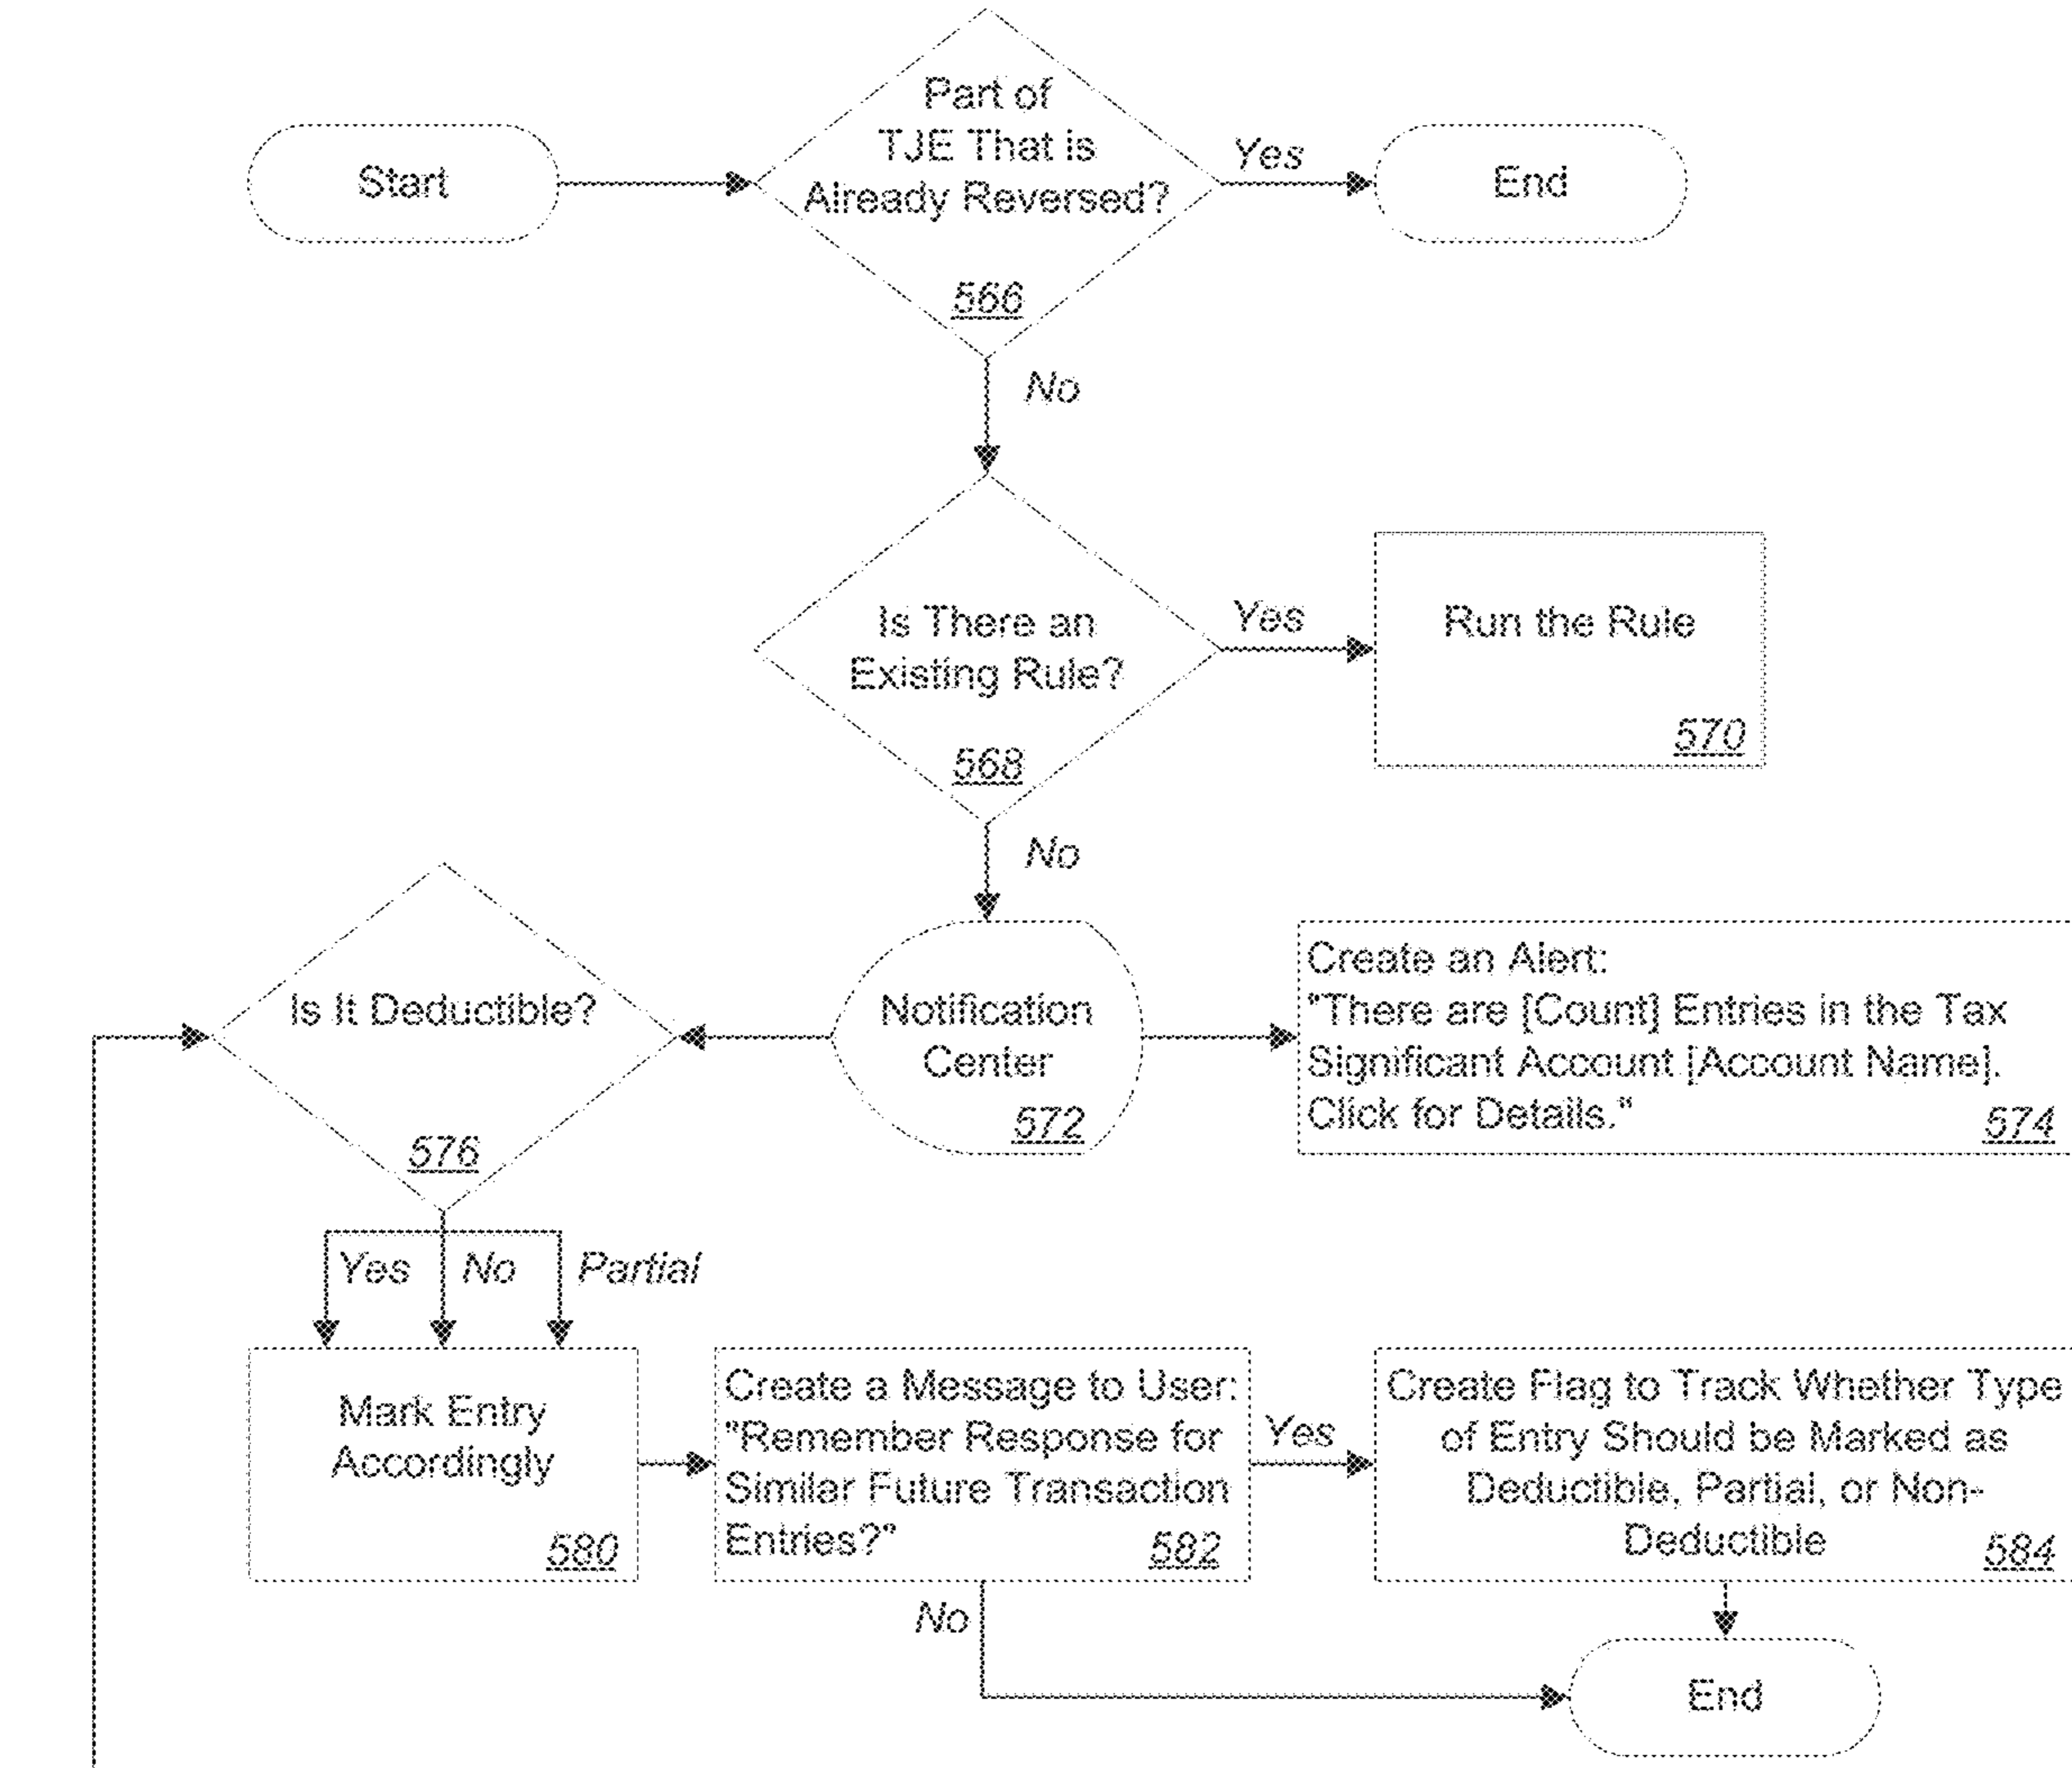 Part of
TJE That is
Already Reversed?
566
Start
Yes
End
No
Is There an
Existing Rule?
568
Yes
Run the Rule
570
No
Is It Deductible?
576
Notification
Center
572
Create an Alert:
"There are [Count] Entries in the Tax
Significant Account [Account Name].
Click for Details."
574
Yes
No
Partial
Mark Entry
Accordingly
580
Create a Message to User:
"Remember Response for
Similar Future Transaction
Entries?"
582
Yes
Create Flag to Track Whether Type
of Entry Should be Marked as
Deductible, Partial, or Non-
Deductible
584
No
End